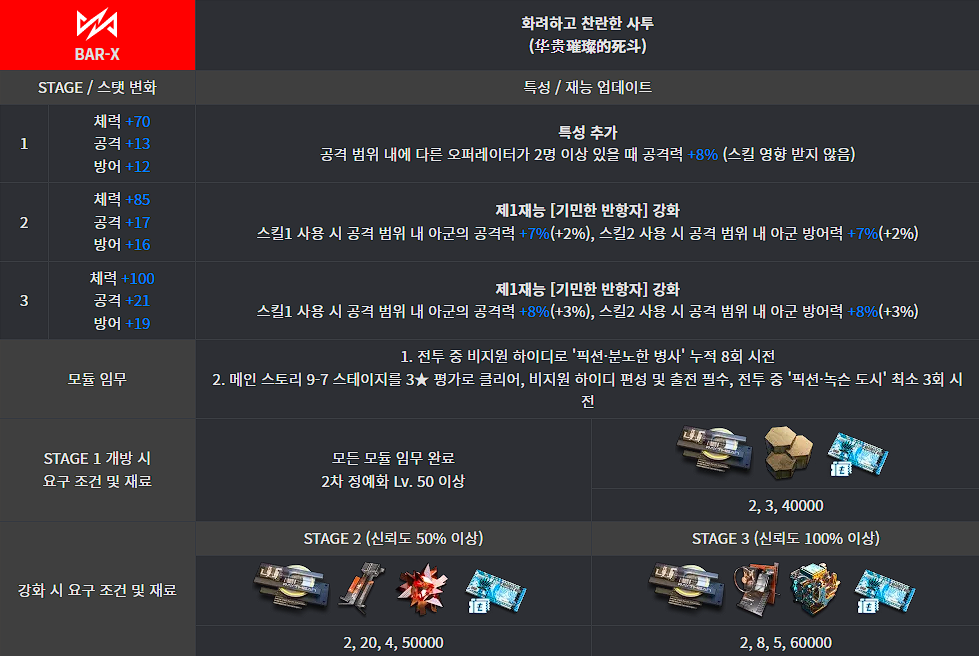 BAR-X
화려하고 찬란한 사투
(华贵璀璨的死斗)
STAGE / 스탯 변화
특성 / 재능 업데이트
1
체력 +70
공격 +13
방어 +12
특성 추가
공격 범위 내에 다른 오퍼레이터가 2명 이상 있을 때 공격력 +8% (스킬 영향 받지 않음)
2
체력 +85
공격 +17
방어 +16
제1재능 [기민한 반항자] 강화
스킬1 사용 시 공격 범위 내 아군의 공격력 +7%(+2%), 스킬2 사용 시 공격 범위 내 아군 방어력 +7%(+2%)
3
체력 +100
공격 +21
방어 +19
제1재능 [기민한 반항자] 강화
스킬1 사용 시 공격 범위 내 아군의 공격력 +8%(+3%), 스킬2 사용 시 공격 범위 내 아군 방어력 +8%(+3%)
모듈 임무
1. 전투 중 비지원 하이디로 '픽션·분노한 병사' 누적 8회 시전
2. 메인 스토리 9-7 스테이지를 3★ 평가로 클리어, 비지원 하이디 편성 및 출전 필수, 전투 중 '픽션·녹슨 도시' 최소 3회 시
전
STAGE 1 개방 시
요구 조건 및 재료
모든 모듈 임무 완료
2차 정예화 Lv. 50 이상
2, 3, 40000
강화 시 요구 조건 및 재료
STAGE 2 (신뢰도 50% 이상)
STAGE 3 (신뢰도 100% 이상)
2, 20, 4, 50000
2, 8, 5, 60000